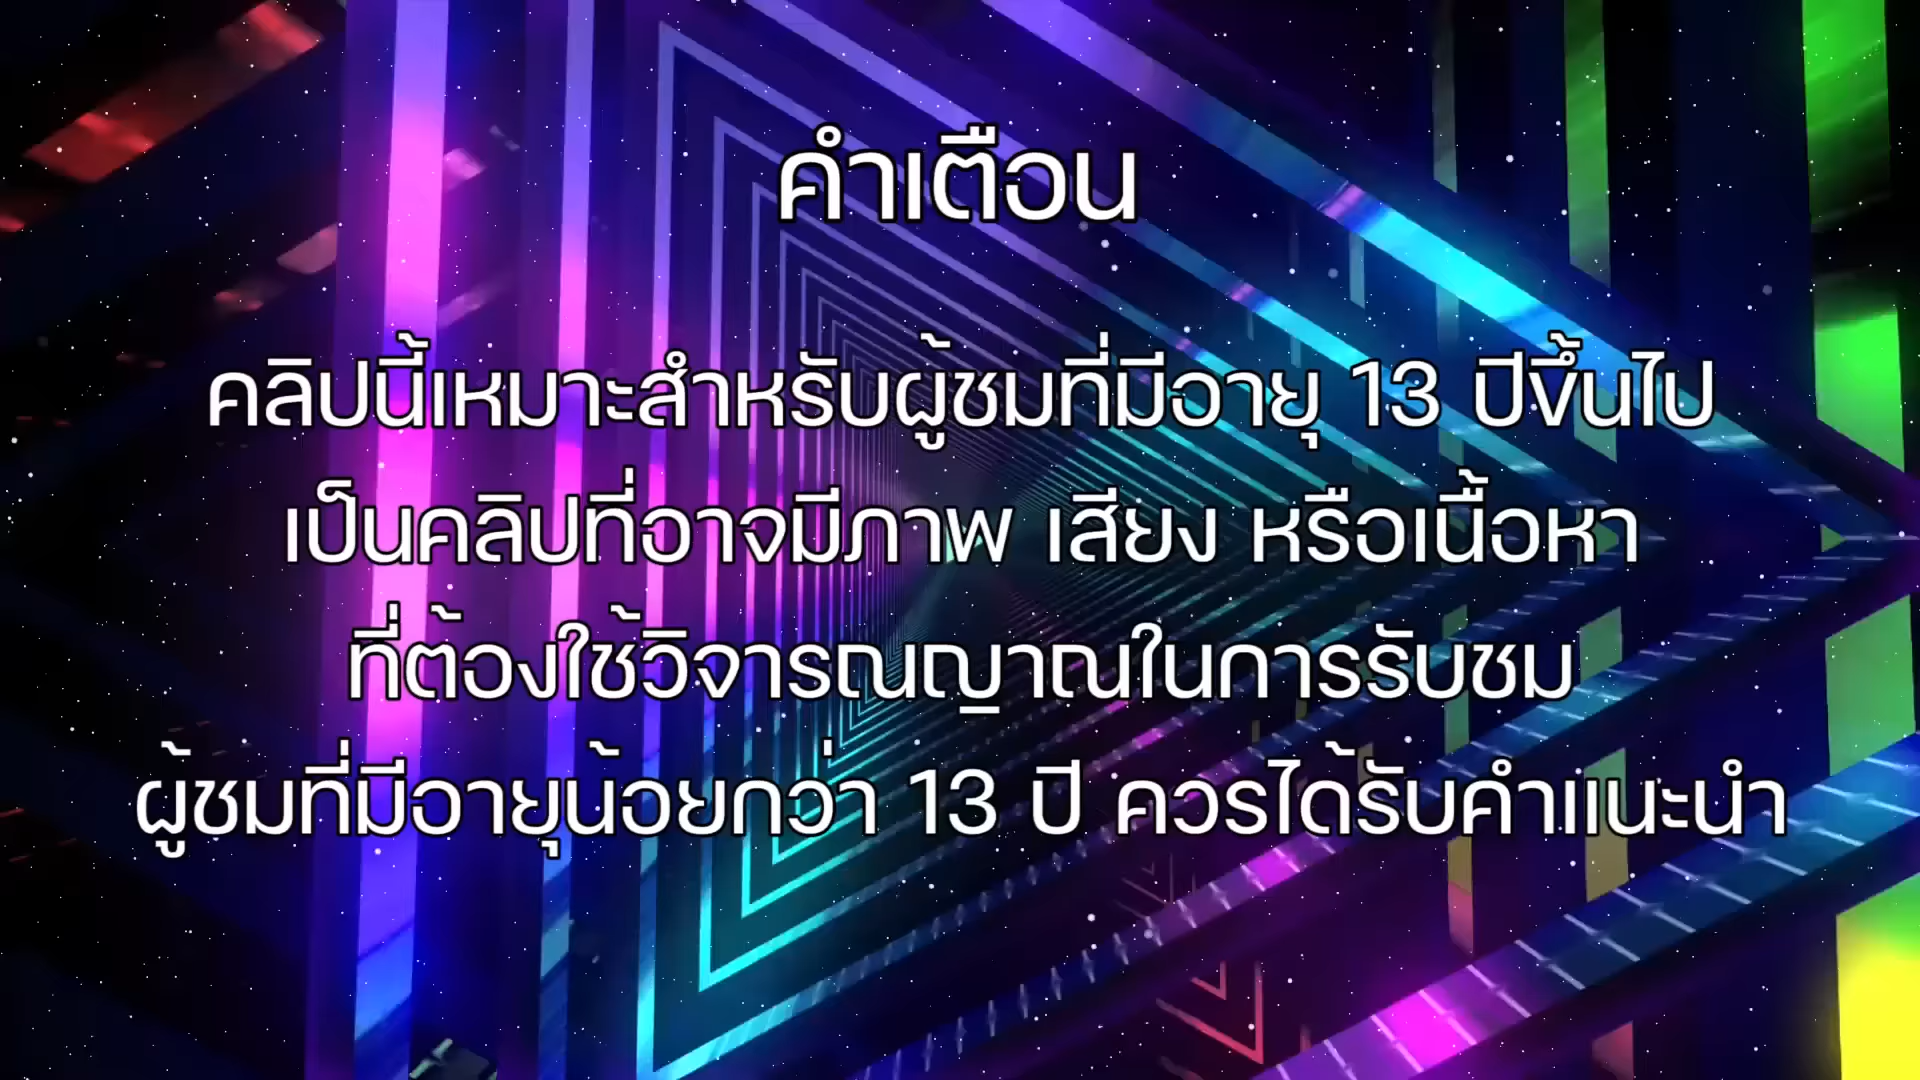 คำเตือน
คลิปนี้เหมาะสำหรับผู้ชมที่มีอายุ 13 ปีขึ้นไป
เป็นคลิปที่อาจมีภาพ เสียง หรือเนื้อหา
ที่ต้องใช้วิจารณญาณในการรับชม
ผู้ชมที่มีอายุน้อยกว่า 13 ปี ควรได้รับคำแนะนำ